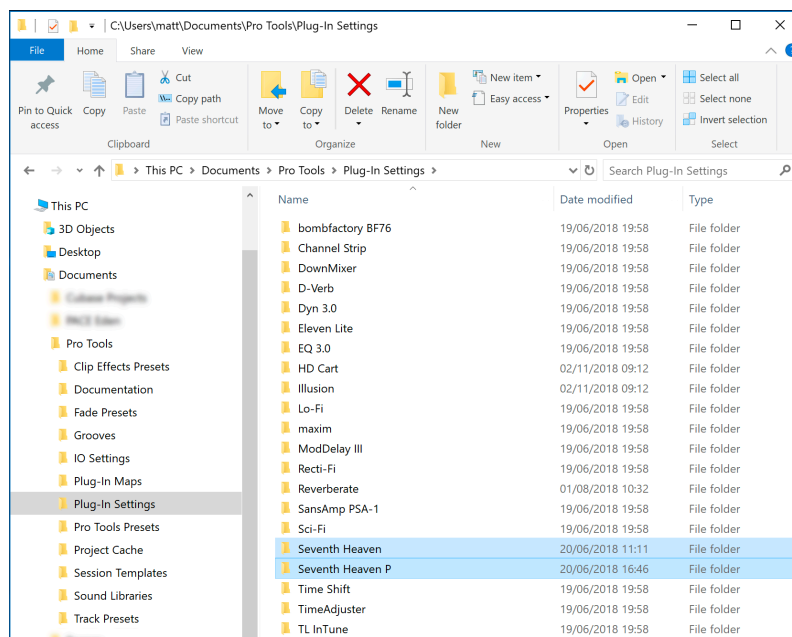 C:\Users\matt\Documents\Pro Tools\Plug-In Settings
File Home Share View
Pin to Quick access
Copy
Paste
Cut
Copy path
Paste shortcut
Clipboard
Move to
Copy to
Delete
Rename
Organize
New folder
New item
Easy access
New
Properties
Open
Edit
History
Open
Select all
Select none
Invert selection
Select
This PC > Documents > Pro Tools > Plug-In Settings >
Search Plug-In Settings
This PC
3D Objects
Desktop
Documents
Pro Tools
Clip Effects Presets
Documentation
Fade Presets
Grooves
IO Settings
Plug-In Maps
Plug-In Settings
Pro Tools Presets
Project Cache
Session Templates
Sound Libraries
Track Presets
Name Date modified Type
bombfactory BF76 19/06/2018 19:58 File folder
Channel Strip 19/06/2018 19:58 File folder
DownMixer 19/06/2018 19:58 File folder
D-Verb 19/06/2018 19:58 File folder
Dyn 3.0 19/06/2018 19:58 File folder
Eleven Lite 19/06/2018 19:58 File folder
EQ 3.0 19/06/2018 19:58 File folder
HD Cart 02/11/2018 09:12 File folder
Illusion 02/11/2018 09:12 File folder
Lo-Fi 19/06/2018 19:58 File folder
maxim 19/06/2018 19:58 File folder
ModDelay III 19/06/2018 19:58 File folder
Recti-Fi 19/06/2018 19:58 File folder
Reverberate 01/08/2018 10:32 File folder
SansAmp PSA-1 19/06/2018 19:58 File folder
Sci-Fi 19/06/2018 19:58 File folder
Seventh Heaven 20/06/2018 11:11 File folder
Seventh Heaven P 20/06/2018 16:46 File folder
Time Shift 19/06/2018 19:58 File folder
TimeAdjuster 19/06/2018 19:58 File folder
TL InTune 19/06/2018 19:58 File folder